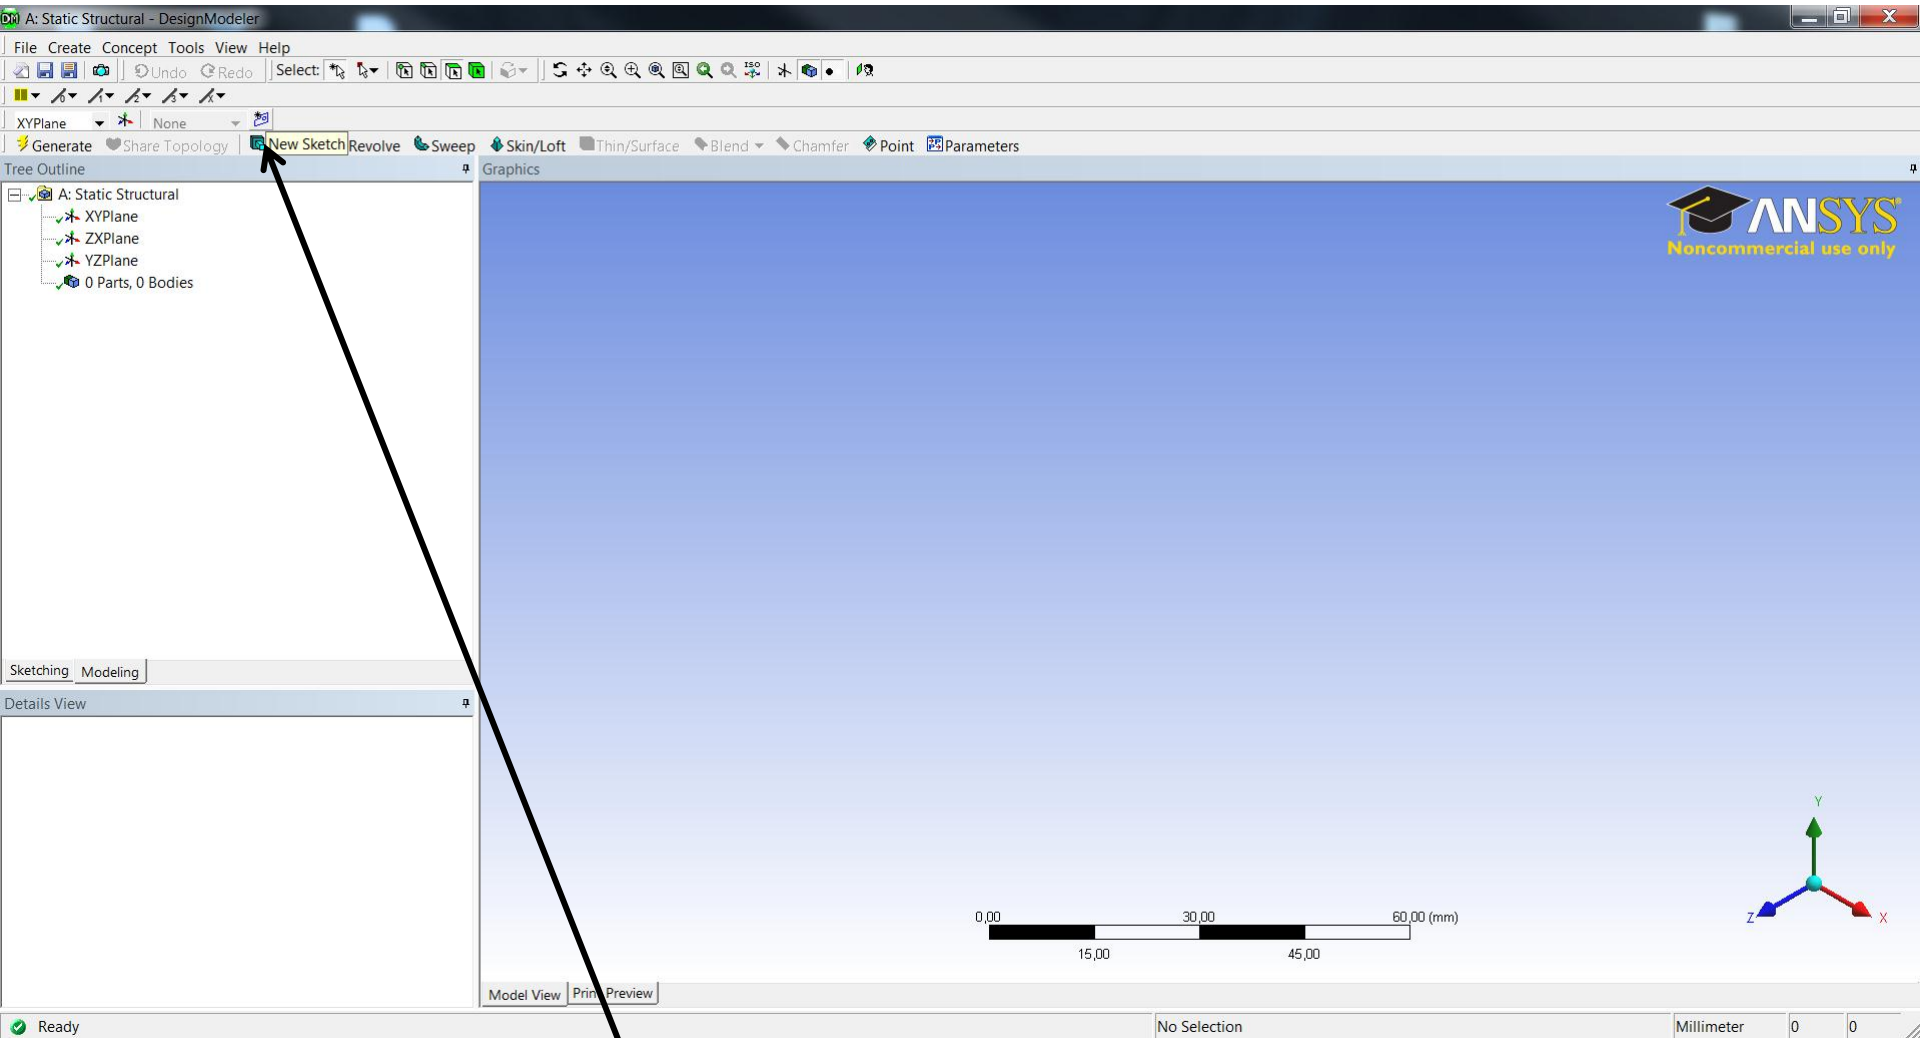 A: Static Structural - DesignModeler
File Create Concept Tools View Help
Undo Redo Select: ISO
XYPlane None
Generate Share Topology New Sketch Revolve Sweep Skin/Loft Thin/Surface Blend Chamfer Point Parameters
Tree Outline
Graphics
A: Static Structural
XYPlane
ZXPlane
YZPlane
0 Parts, 0 Bodies
ANSYS
Noncommercial use only
Sketching Modeling
Details View
Y
Z
X
0,00 30,00 60,00 (mm)
15,00 45,00
Model View Print Preview
Ready No Selection Millimeter 0 0